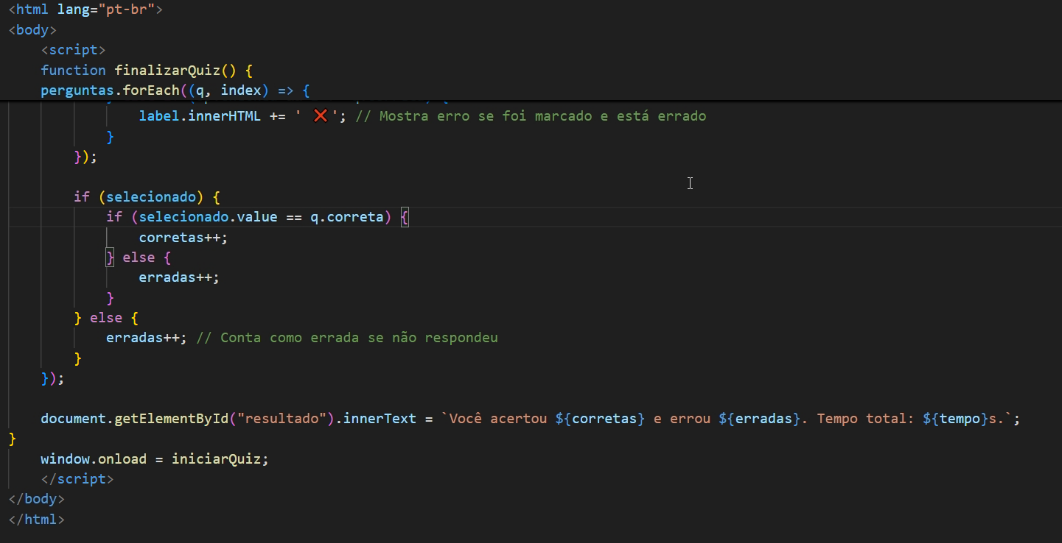 <html lang="pt-br">
<body>
<script>
function finalizarQuiz() {
perguntas.forEach((q, index) => {
label.innerHTML += ' ❌'; // Mostra erro se foi marcado e está errado
}
});
if (selecionado) {
if (selecionado.value == q.correta) {
corretas++;
} else {
erradas++;
}
} else {
erradas++; // Conta como errada se não respondeu
}
});
document.getElementById("resultado").innerText = `Você acertou ${corretas} e errou ${erradas}. Tempo total: ${tempo}s.`;
}
window.onload = iniciarQuiz;
</script>
</body>
</html>